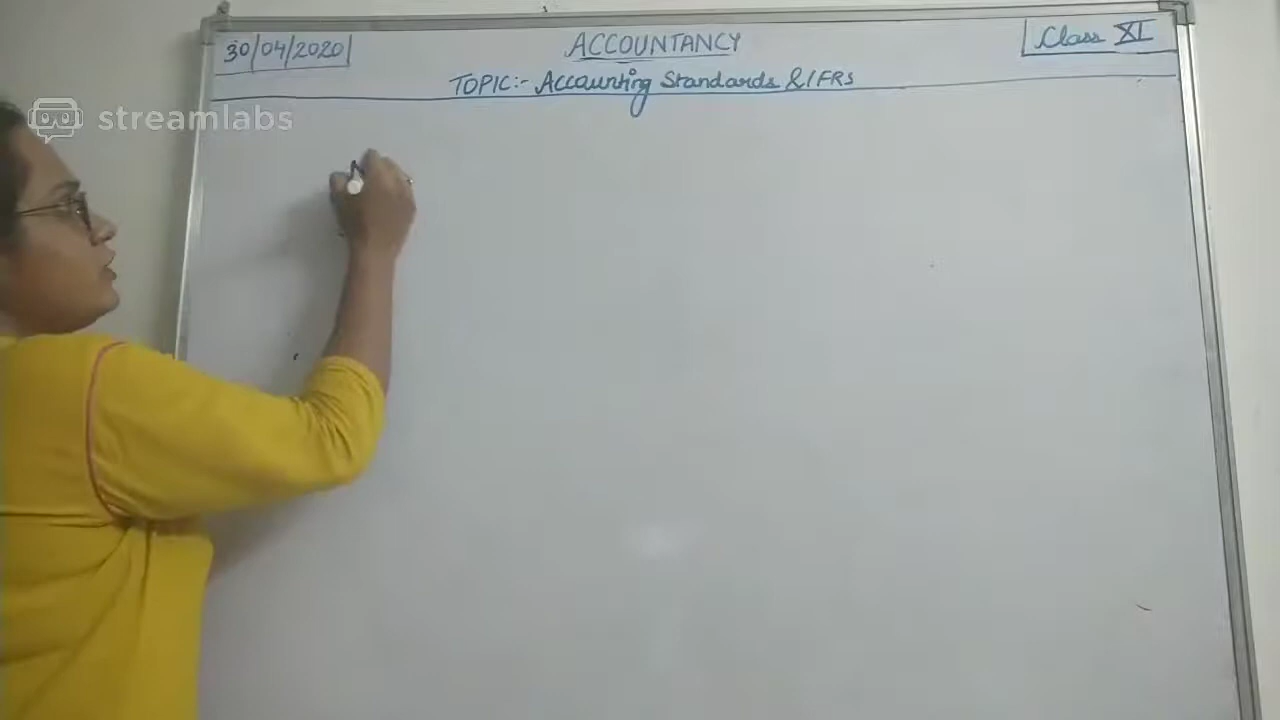 30/04/2020
ACCOUNTANCY
Class XI
TOPIC:- Accounting Standards & IFRS
streamlabs